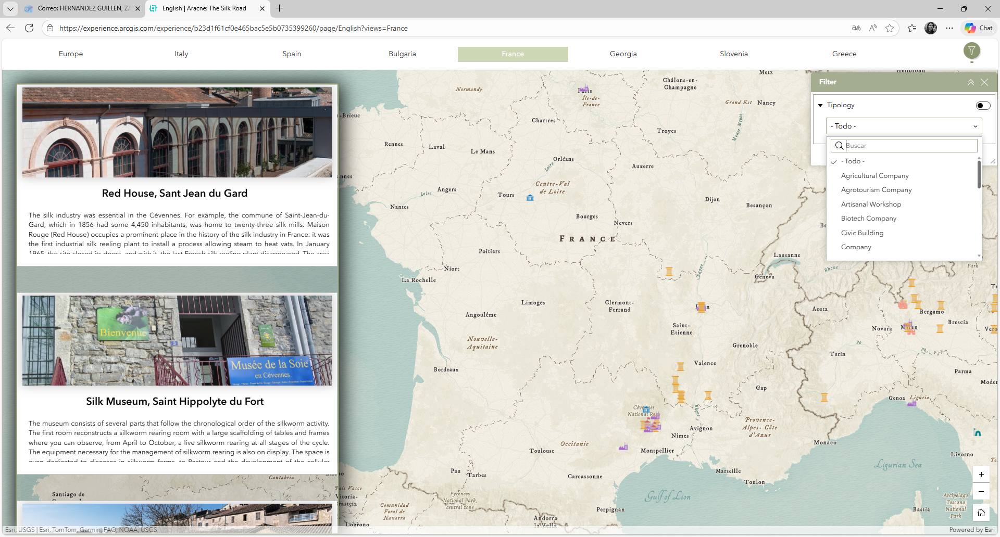 Correo: HERNANDEZ GUILLEN, Z
English | Aracne: The Silk Road
https://experience.arcgis.com/experience/b23d1f61cf0e465bac5e5b0735399260/page/English?views=France
Chat
Europe
Italy
Spain
Bulgaria
France
Georgia
Slovenia
Greece
Red House, Sant Jean du Gard
The silk industry was essential in the Cévennes. For example, the commune of Saint-Jean-du-
Gard, which in 1856 had some 4,450 inhabitants, was home to twenty-three silk mills. Maison
Rouge (Red House) occupies a prominent place in the history of the silk industry in France: it was
the first industrial silk reeling plant to install a process allowing steam to heat vats. In January
1965, the site closed its doors, and with it, the last French silk reeling plant disappeared. The area
Bienvenue
3
Musée de la Soie
en Cévennes
Silk Museum, Saint Hippolyte du Fort
The museum consists of several parts that follow the chronological order of the silkworm activity.
The first room reconstructs a silkworm rearing room with a large scaffolding of tables and frames
where you can observe, from April to October, a live silkworm rearing at all stages of the cycle.
The equipment necessary for the management of silkworm rearing is also on display. The space is
even dedicated to diseases in silkworm farms, to Pasteur and the development of the cellular
Filter
Tipology
- Todo -
Buscar
- Todo -
Agricultural Company
Agrotourism Company
Artisanal Workshop
Biotech Company
Civic Building
Company
Metz
Normandy
Paris
Île-de-
France
Châlons-en-
Champagne
Grand Est
Nancy
Meuse Meuse
-Brieuc
Chartres
Troyes
Rennes
Laval
Le Mans
Orléans
Loire
Auxerre
nnes
Centre-Val
de Loire
Angers
Loire
Tours
Dijon
Besançon
Nantes
Bourges
Nevers
Be
FRANCE
Poitiers
Lausanne
Rhone
Park
Niort
Saone
Geneva
La Rochelle
Limoges
Clermont-
Ferrand
Aosta
Bergamo
Angoulême
Saint-
Etienne
Novara
Milan
Brescia
Vero
Nouvelle-
Aquitaine
Grenoble
Po
Po
Turin
Valence
Bordeaux
Parma
Gap
Moden
Genoa
Liguria
Cévennes
National Park
Rhone
Provence-
Alpes- Côte
d'Azur
Avignon
Nîmes
Monaco
Occitanie
Toulouse
Montpellier
Livorno
Ligurian Sea
To
Pau
Tarbes
Carcassonne
Marseille
Toulon
Cantabria
Santiago de
País Vasco
Vitoria-
Gasteiz
Pyrenees
National Park,
central zone
Gulf of Lion
Arcipelago
Toscano
National
Park
Comunidad
Foral de
Navarra
Perpignan
Bastia
Andorra
la Vella
Logrono
+
−
Esri, USGS | Esri, TomTom, Garmin, FAO, NOAA, USGS
Powered by Esri